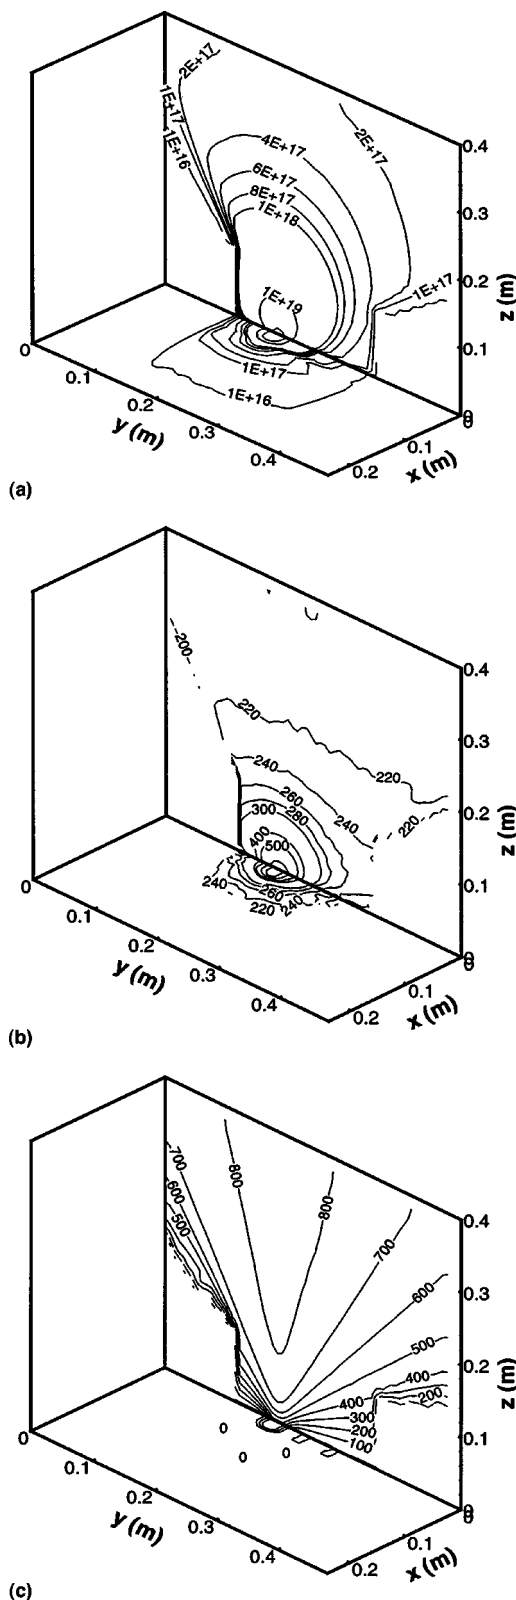 2E+17
1E+17
1E+16
4E+17
2E+17
6E+17
8E+17
1E+18
1E+19
1E+17
1E+17
1E+16
0.4
0.3
0.2
0.1
0
z (m)
0
0.1
0.2
0.3
0.4
y (m)
0
0.1
0.2
x (m)
(a)
200
220
220
240
260
280
300
240
220
400
500
240
260
220
240
0.4
0.3
0.2
0.1
0
z (m)
0
0.1
0.2
0.3
0.4
y (m)
0
0.1
0.2
x (m)
(b)
700
600
500
800
800
700
600
500
400
400
200
300
200
100
0
0
0
0.4
0.3
0.2
0.1
0
z (m)
0
0.1
0.2
0.3
0.4
y (m)
0
0.1
0.2
x (m)
(c)